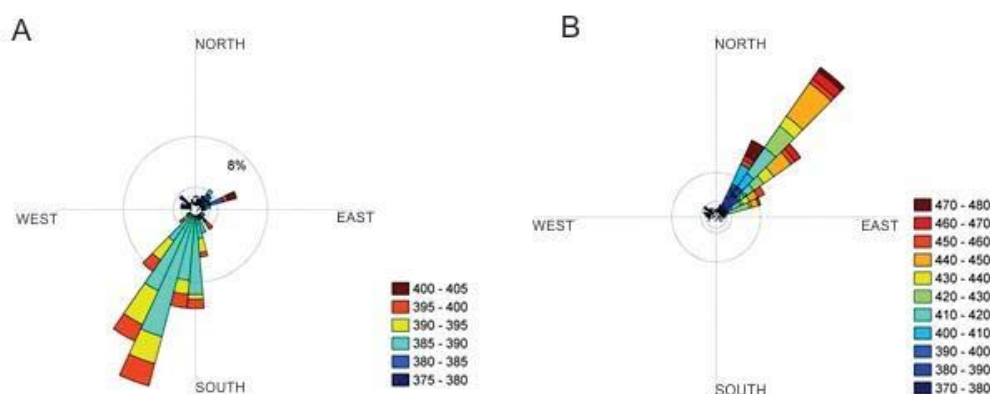 A
NORTH
8%
WEST
EAST
SOUTH
400 - 405
395 - 400
390 - 395
385 - 390
380 - 385
375 - 380
B
NORTH
WEST
EAST
SOUTH
470 - 480
460 - 470
450 - 460
440 - 450
430 - 440
420 - 430
410 - 420
400 - 410
390 - 400
380 - 390
370 - 380